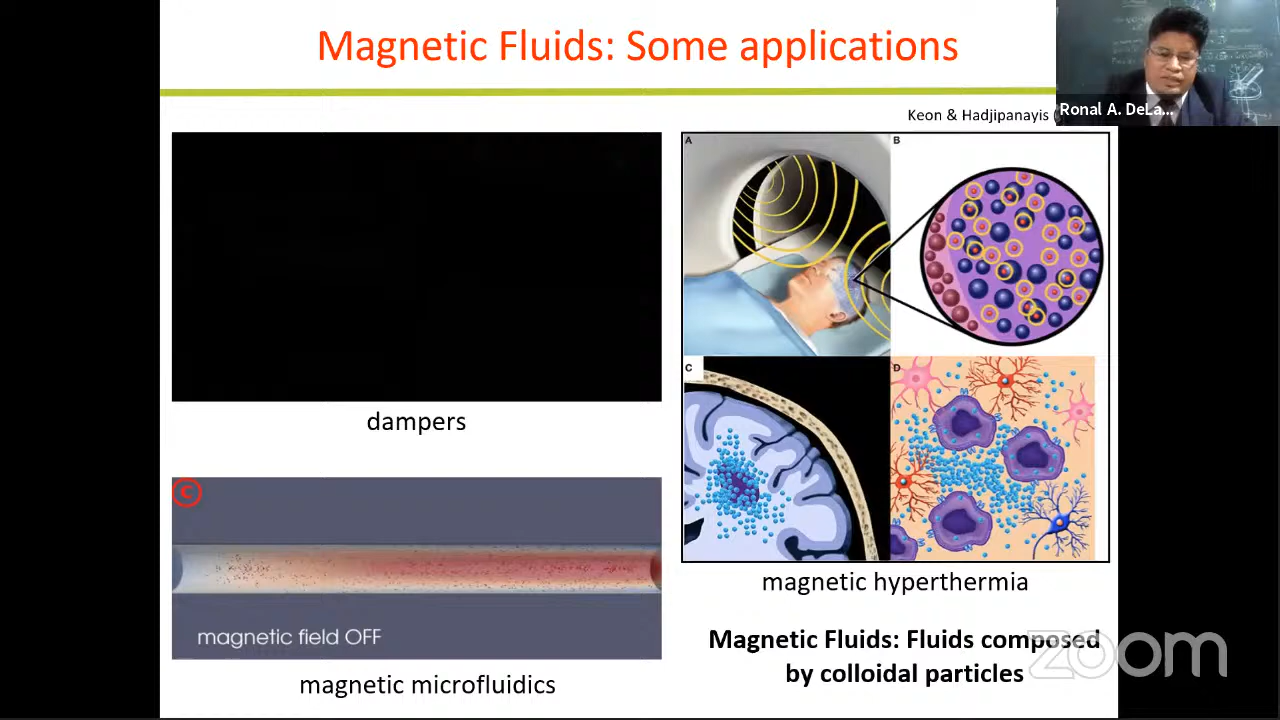 Magnetic Fluids: Some applications
Ronal A. DeLa...
Keon & Hadjipanayis
A
B
dampers
C
D
C
magnetic field OFF
magnetic hyperthermia
magnetic microfluidics
Magnetic Fluids: Fluids composed
by colloidal particles
zoom